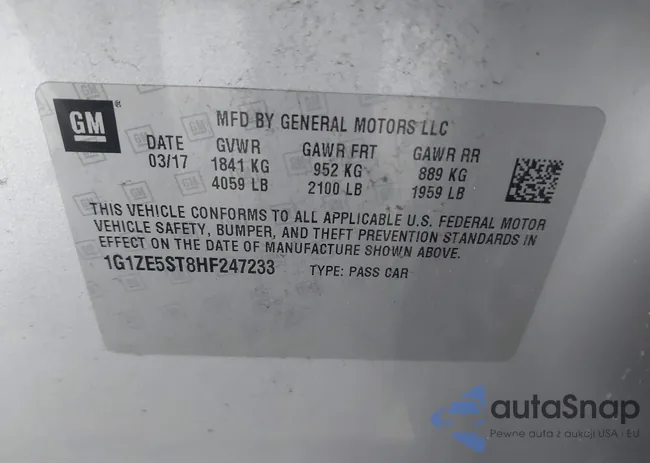 GM
MFD BY GENERAL MOTORS LLC
DATE GVWR GAWR FRT GAWR RR
03/17 1841 KG 952 KG 889 KG
4059 LB 2100 LB 1959 LB
THIS VEHICLE CONFORMS TO ALL APPLICABLE U.S. FEDERAL MOTOR
VEHICLE SAFETY, BUMPER, AND THEFT PREVENTION STANDARDS IN
EFFECT ON THE DATE OF MANUFACTURE SHOWN ABOVE.
1G1ZE5ST8HF247233 TYPE: PASS CAR
autaSnap
Pewne auta z aukcji USA i EU